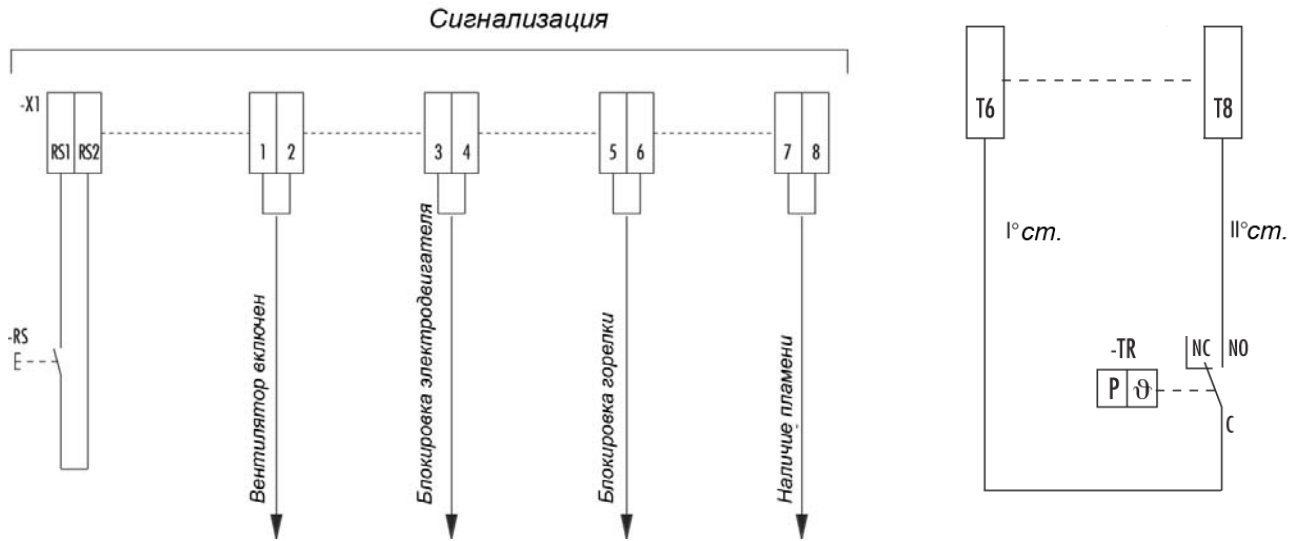 Сигнализация
-X1
RS1 RS2
1 2
3 4
5 6
7 8
-RS
E
Вентилятор включен
Блокировка электродвигателя
Блокировка горелки
Наличие пламени
T6
T8
I° ст.
II° ст.
-TR
P ϑ
NC
NO
C